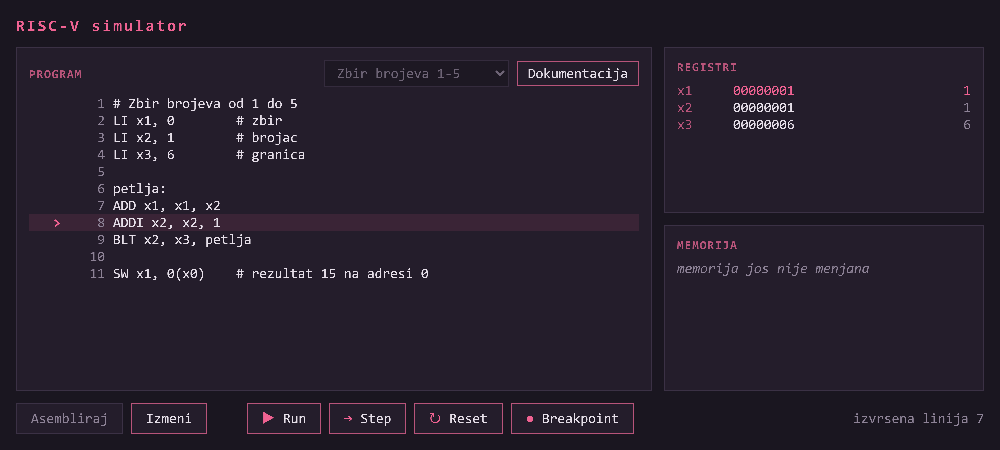 RISC-V simulator
PROGRAM
Zbir brojeva 1-5
Dokumentacija
1 # Zbir brojeva od 1 do 5
2 LI x1, 0        # zbir
3 LI x2, 1        # brojac
4 LI x3, 6        # granica
5
6 petlja:
7 ADD x1, x1, x2
> 8 ADDI x2, x2, 1
9 BLT x2, x3, petlja
10
11 SW x1, 0(x0)    # rezultat 15 na adresi 0
REGISTRI
x1 00000001 1
x2 00000001 1
x3 00000006 6
MEMORIJA
memorija jos nije menjana
Asembliraj
Izmeni
▶ Run
→ Step
↻ Reset
● Breakpoint
izvrsena linija 7